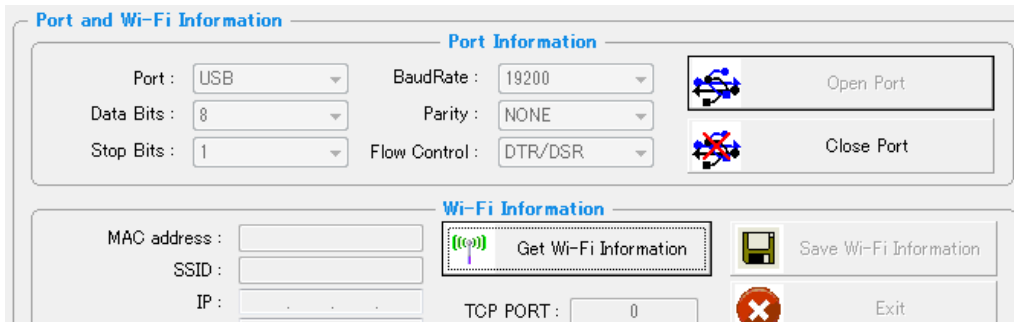 Port and Wi-Fi Information
Port Information
Port : USB BaudRate : 19200 Open Port
Data Bits : 8 Parity : NONE
Stop Bits : 1 Flow Control : DTR/DSR Close Port
Wi-Fi Information
MAC address : Get Wi-Fi Information Save Wi-Fi Information
SSID :
IP : . . . TCP PORT : 0 Exit